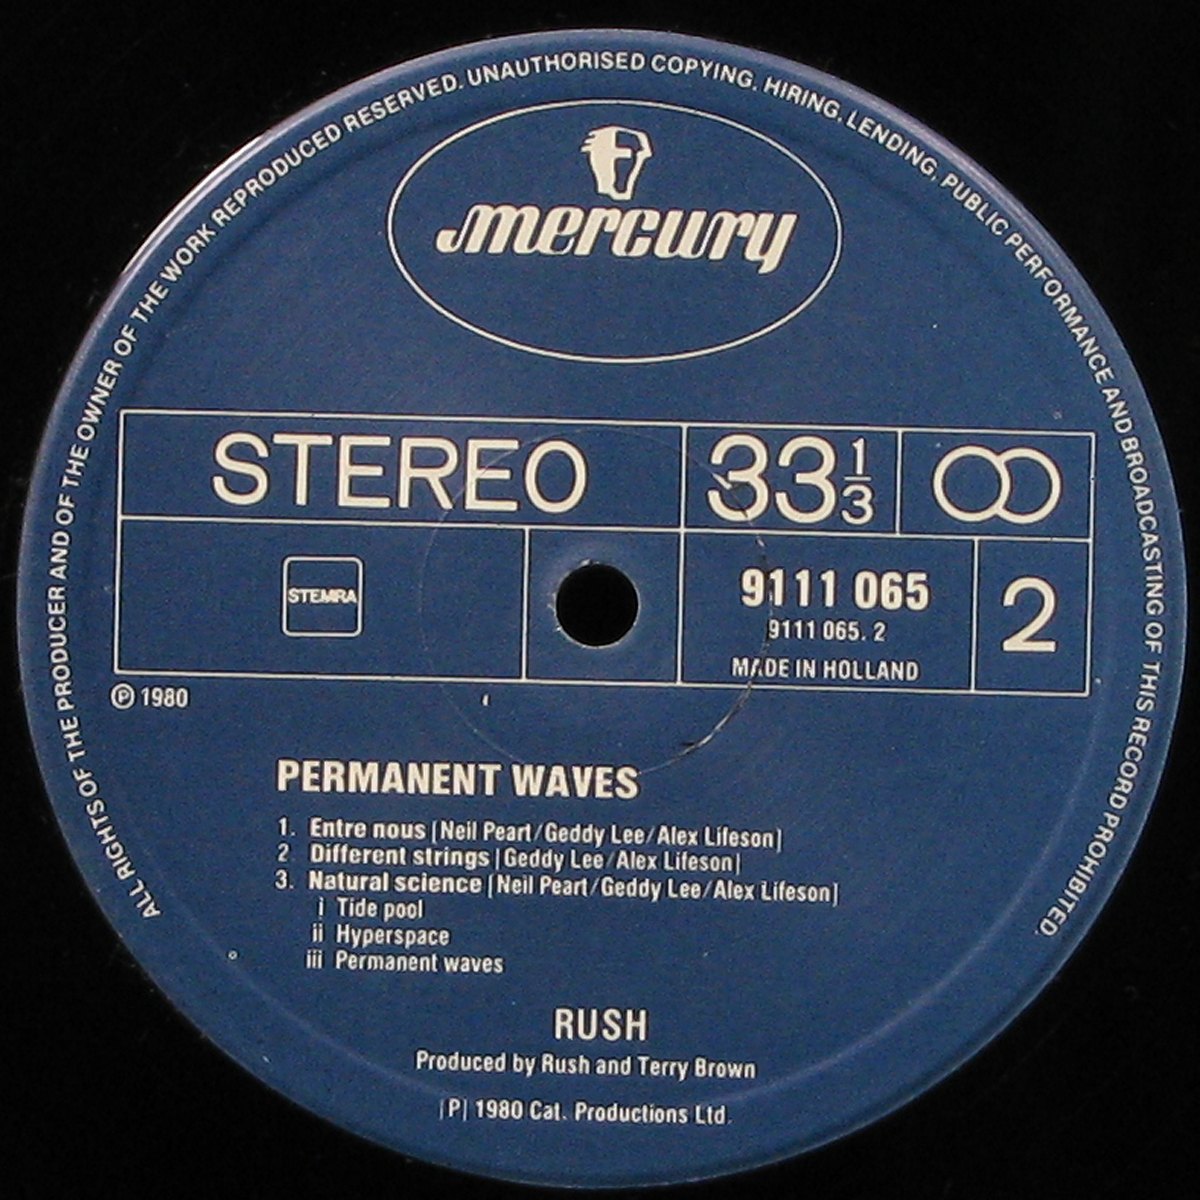 ALL RIGHTS OF THE PRODUCER AND OF THE OWNER OF THE WORK REPRODUCED RESERVED. UNAUTHORISED COPYING, HIRING, LENDING, PUBLIC PERFORMANCE AND BROADCASTING OF THIS RECORD PROHIBITED.
mercury
STEREO 33 1/3
STEMRA
9111 065
9111 065. 2
MADE IN HOLLAND
2
℗ 1980
PERMANENT WAVES
1. Entre nous (Neil Peart/Geddy Lee/Alex Lifeson)
2 Different strings (Geddy Lee/Alex Lifeson)
3. Natural science (Neil Peart/Geddy Lee/Alex Lifeson)
i Tide pool
ii Hyperspace
iii Permanent waves
RUSH
Produced by Rush and Terry Brown
(P) 1980 Cat. Productions Ltd.